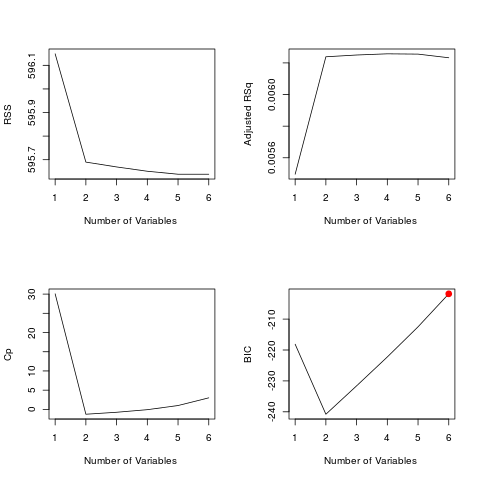 RSS
596.1
595.9
595.7
1 2 3 4 5 6
Number of Variables
Adjusted RSq
0.0060
0.0056
1 2 3 4 5 6
Number of Variables
Cp
30
20
10
5
0
1 2 3 4 5 6
Number of Variables
BIC
-210
-220
-230
-240
1 2 3 4 5 6
Number of Variables